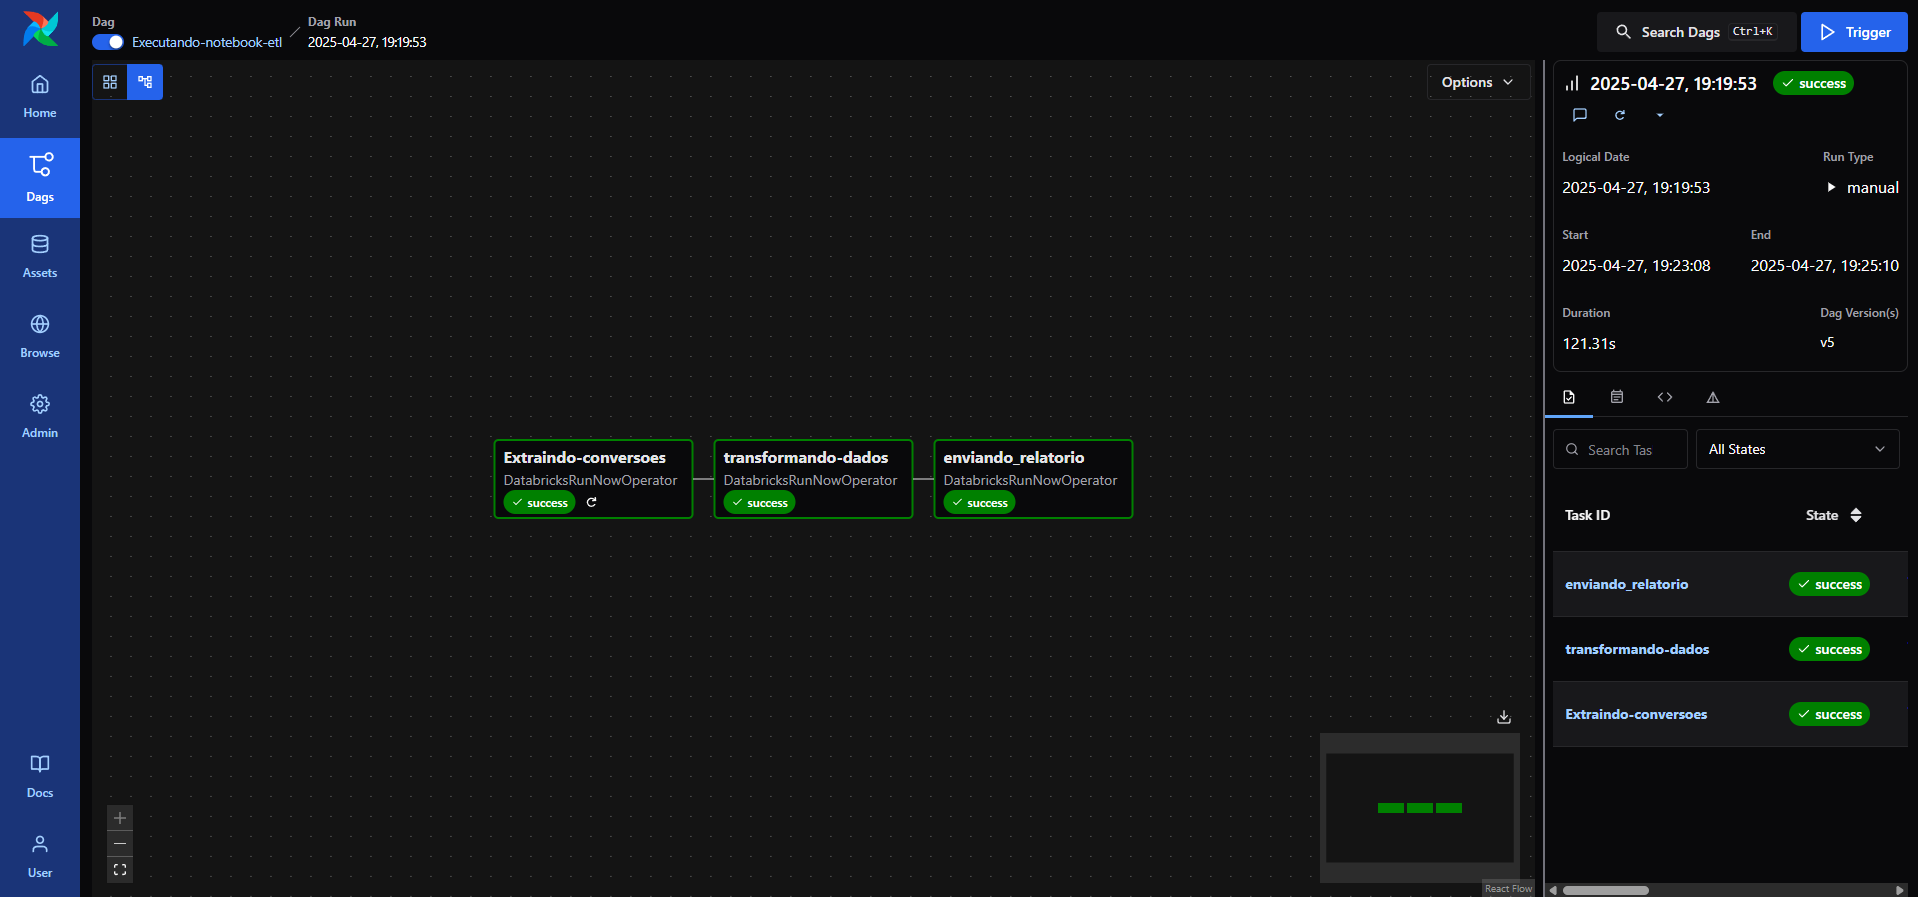 Dag
Executando-notebook-etl
Dag Run
2025-04-27, 19:19:53
Search Dags Ctrl+K
Trigger
Home
Dags
Assets
Browse
Admin
Docs
User
Options
Extraindo-conversoes
DatabricksRunNowOperator
success
transformando-dados
DatabricksRunNowOperator
success
enviando_relatorio
DatabricksRunNowOperator
success
React Flow
2025-04-27, 19:19:53 success
Logical Date
2025-04-27, 19:19:53
Run Type
manual
Start
2025-04-27, 19:23:08
End
2025-04-27, 19:25:10
Duration
121.31s
Dag Version(s)
v5
Search Tas
All States
Task ID State
enviando_relatorio success
transformando-dados success
Extraindo-conversoes success